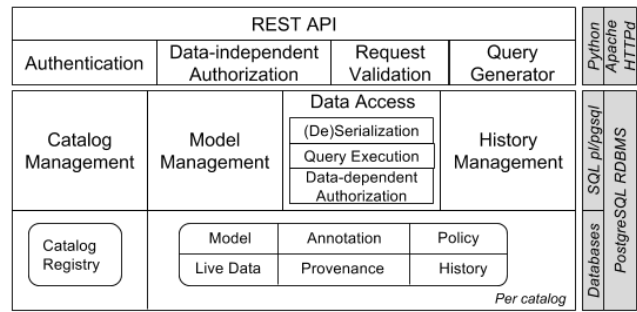 REST API
Authentication
Data-independent
Authorization
Request
Validation
Query
Generator
Python
Apache
HTTPd
Catalog
Management
Model
Management
Data Access
(De)Serialization
Query Execution
Data-dependent
Authorization
History
Management
SQL pl/pgsql
PostgreSQL RDBMS
Catalog
Registry
Model
Annotation
Policy
Live Data
Provenance
History
Per catalog
Databases